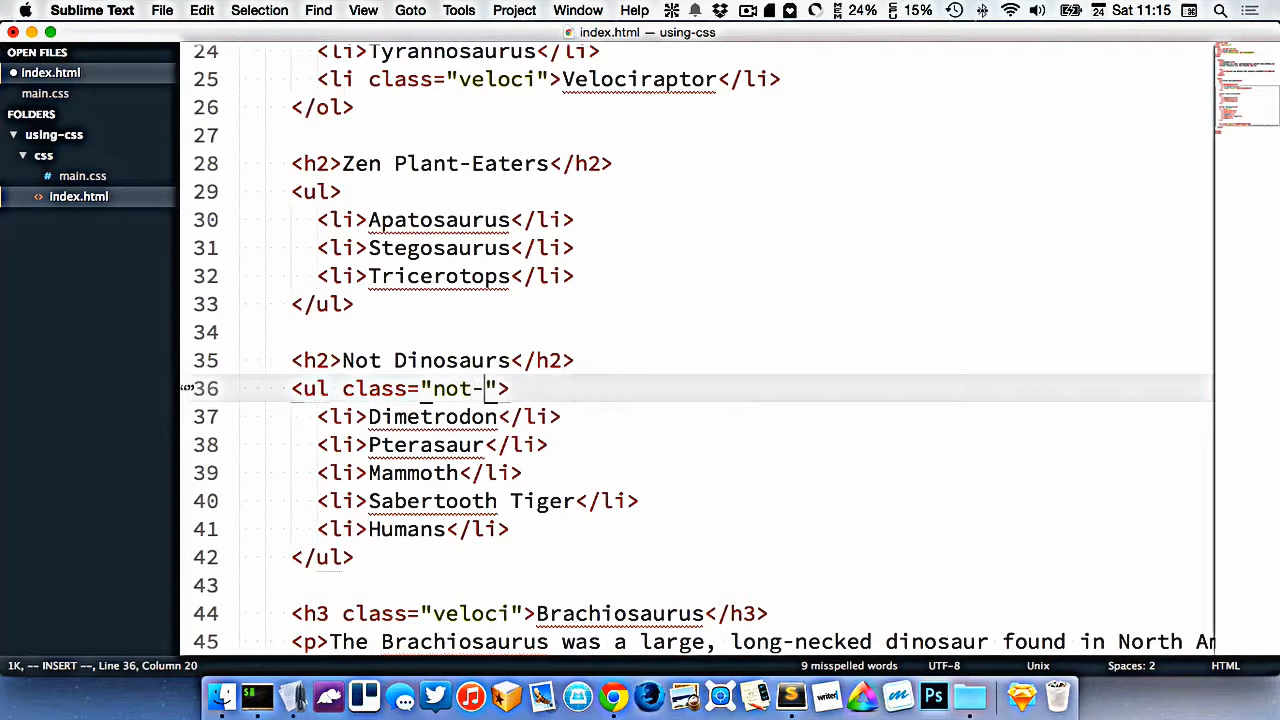 Sublime Text File Edit Selection Find View Goto Tools Project Window Help 24% 15% 24 Sat 11:15
index.html — using-css
OPEN FILES
index.html
main.css
FOLDERS
using-css
css
main.css
index.html
24 <li>Tyrannosaurus</li>
25 <li class="veloci">Velociraptor</li>
26 </ol>
27
28 <h2>Zen Plant-Eaters</h2>
29 <ul>
30 <li>Apatosaurus</li>
31 <li>Stegosaurus</li>
32 <li>Tricerotops</li>
33 </ul>
34
35 <h2>Not Dinosaurs</h2>
36 <ul class="not-">
37 <li>Dimetrodon</li>
38 <li>Pterasaur</li>
39 <li>Mammoth</li>
40 <li>Sabertooth Tiger</li>
41 <li>Humans</li>
42 </ul>
43
44 <h3 class="veloci">Brachiosaurus</h3>
45 <p>The Brachiosaurus was a large, long-necked dinosaur found in North Am
1K, -- INSERT --, Line 36, Column 20 9 misspelled words UTF-8 Unix Spaces: 2 HTML